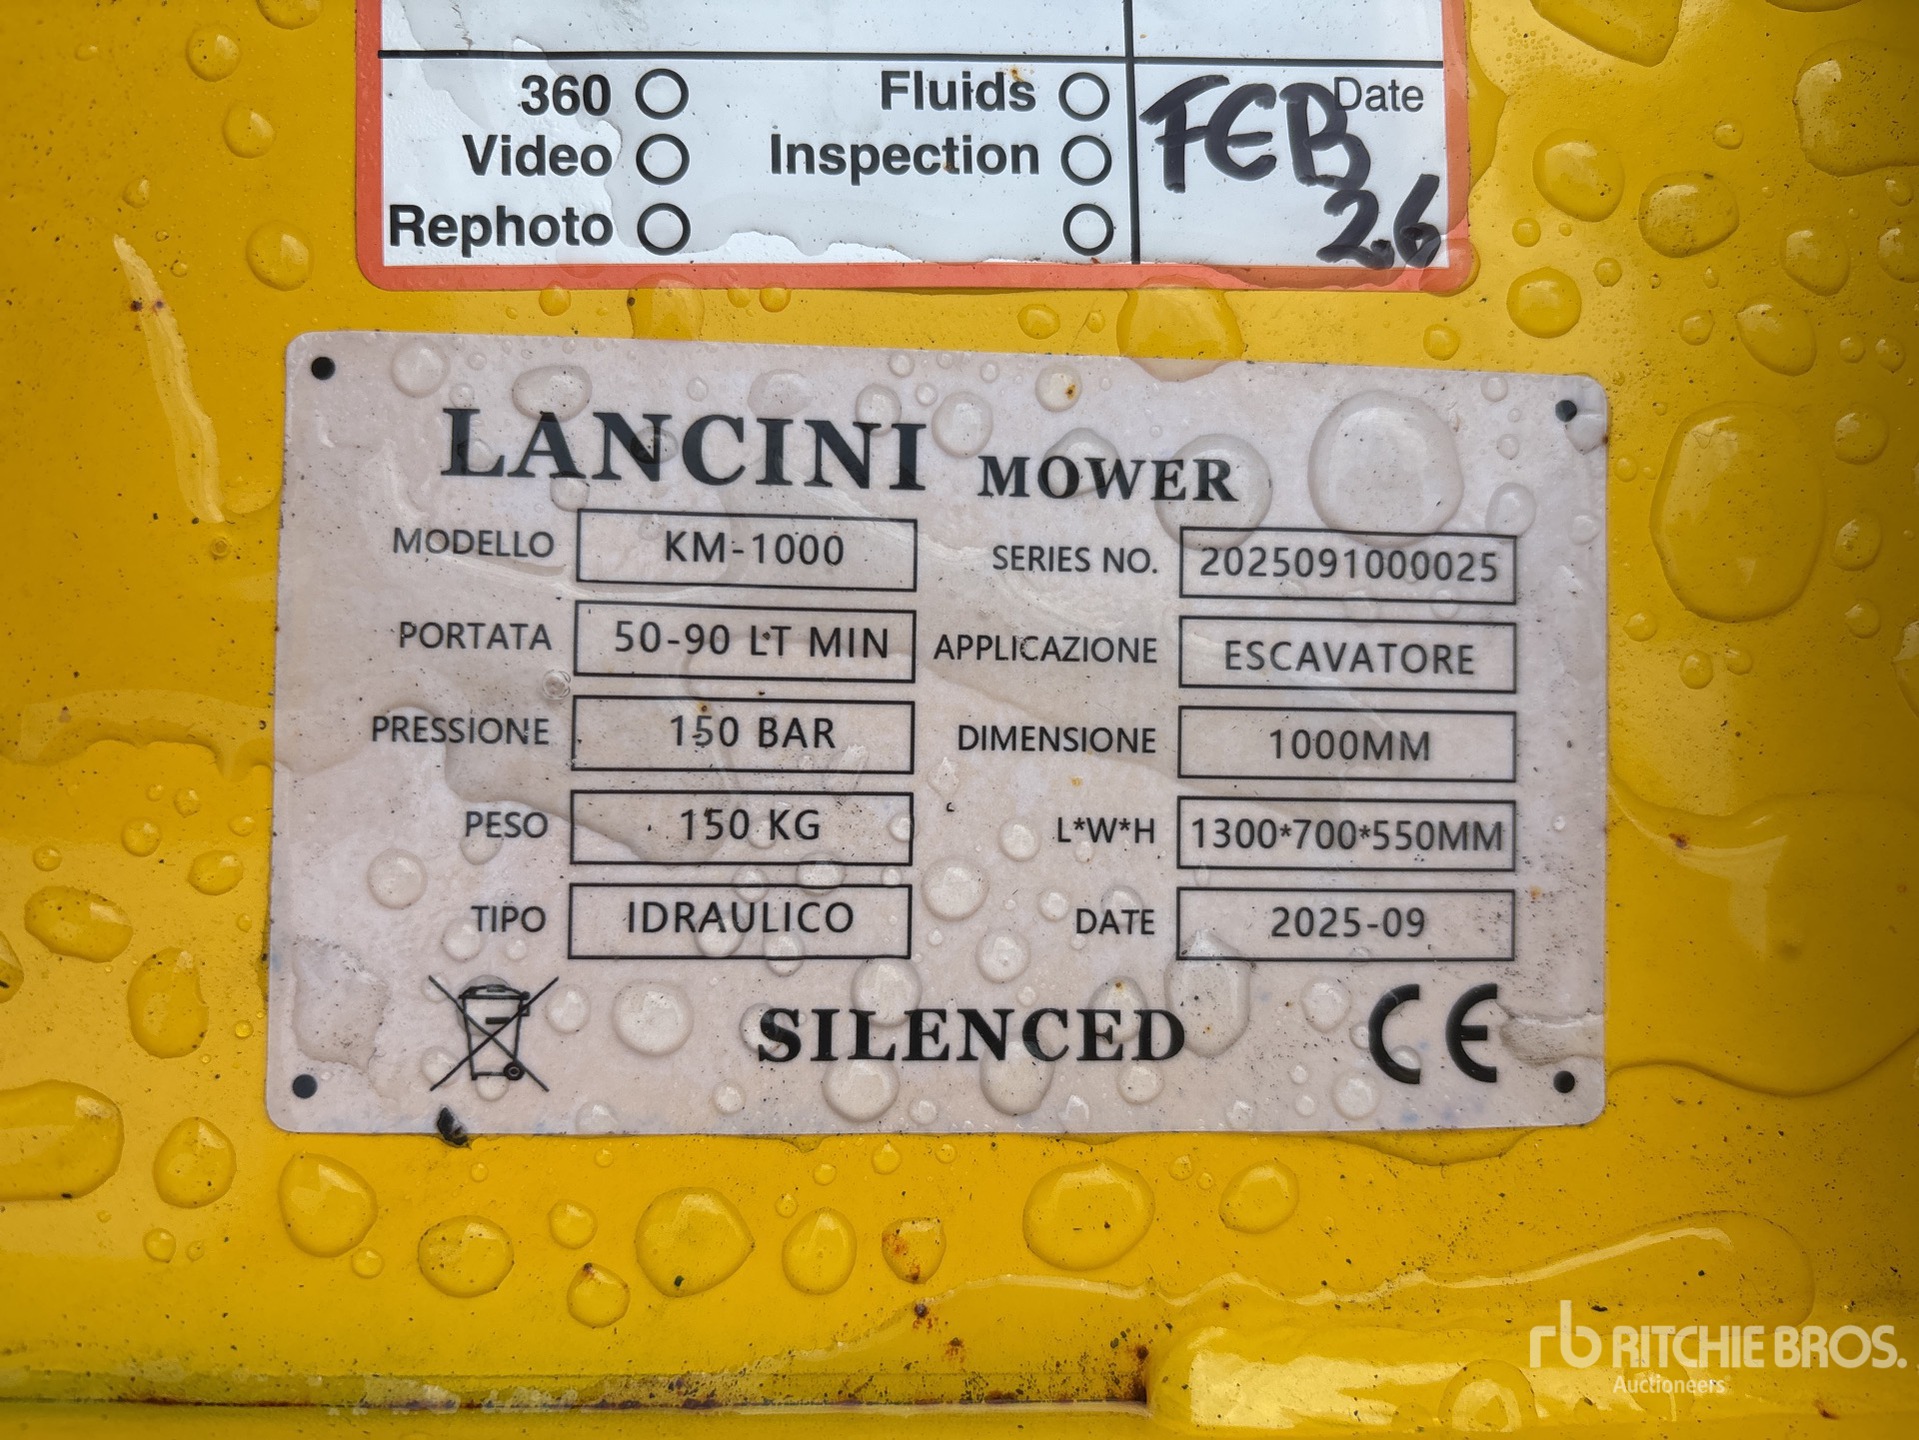 360 Fluids Date
Video Inspection FEB
Rephoto 26
LANCINI MOWER
MODELLO KM-1000 SERIES NO. 2025091000025
PORTATA 50-90 LT MIN APPLICAZIONE ESCAVATORE
PRESSIONE 150 BAR DIMENSIONE 1000MM
PESO 150 KG L*W*H 1300*700*550MM
TIPO IDRAULICO DATE 2025-09
SILENCED CE
rb RITCHIE BROS.
Auctioneers